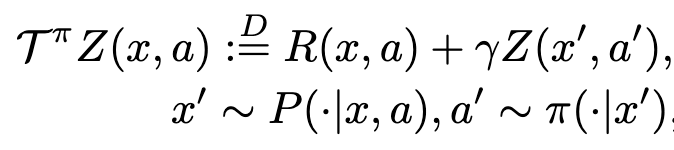 𝒯^π Z(x, a) :=^D R(x, a) + γZ(x′, a′),
x′ ∼ P(·|x, a), a′ ∼ π(·|x′),